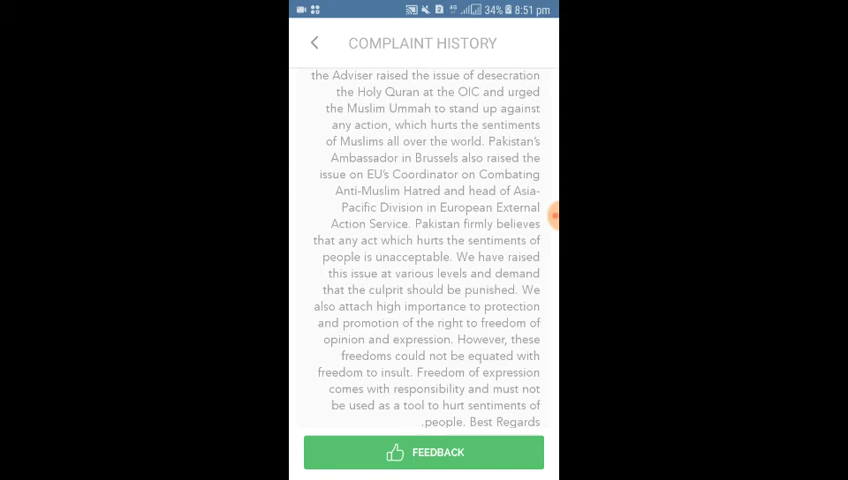 4G 34% 8:51 pm
COMPLAINT HISTORY
the Adviser raised the issue of desecration
the Holy Quran at the OIC and urged
the Muslim Ummah to stand up against
any action, which hurts the sentiments
of Muslims all over the world. Pakistan's
Ambassador in Brussels also raised the
issue on EU's Coordinator on Combating
Anti-Muslim Hatred and head of Asia-
Pacific Division in European External
Action Service. Pakistan firmly believes
that any act which hurts the sentiments of
people is unacceptable. We have raised
this issue at various levels and demand
that the culprit should be punished. We
also attach high importance to protection
and promotion of the right to freedom of
opinion and expression. However, these
freedoms could not be equated with
freedom to insult. Freedom of expression
comes with responsibility and must not
be used as a tool to hurt sentiments of
.people. Best Regards
FEEDBACK